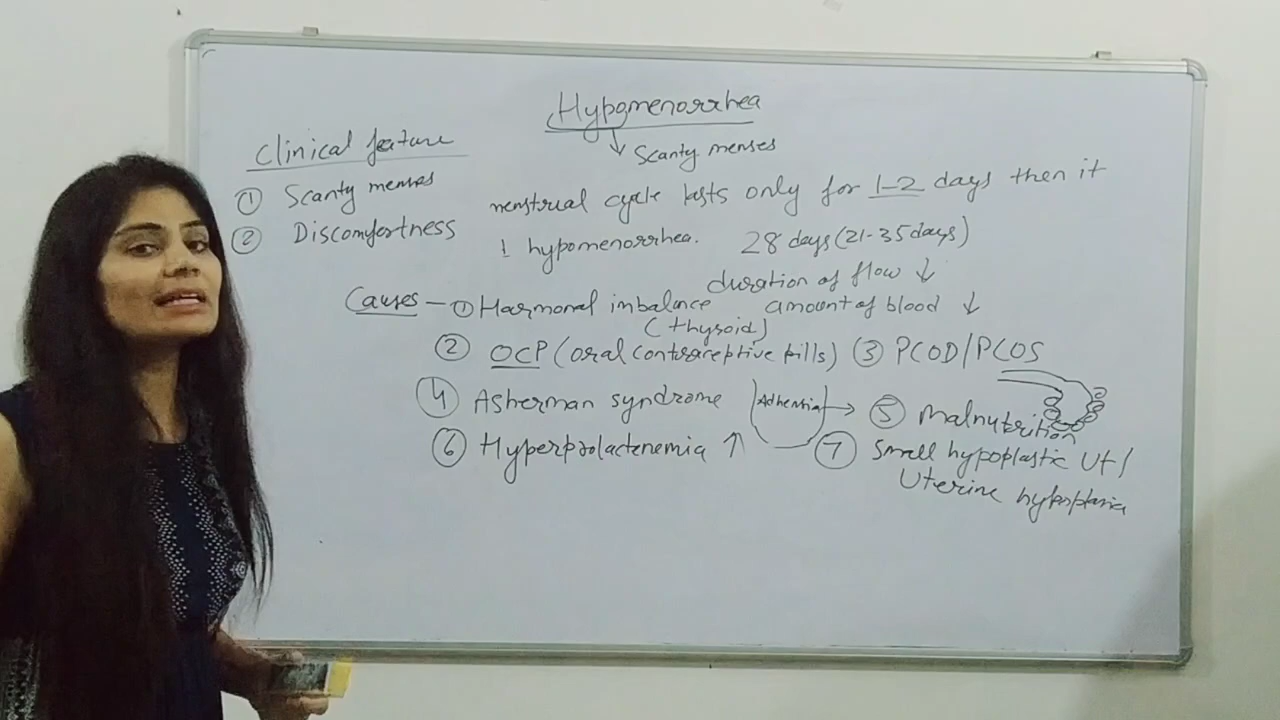 Hypomenorrhea
↓ Scanty menses
Clinical feature
① Scanty menses
② Discomfortness
menstrual cycle lasts only for 1-2 days then it
hypomenorrhea. 28 days (21-35 days)
duration of flow ↓
amount of blood ↓
Causes - ① Harmonal imbalance
(thyroid)
② OCP (oral contraceptive pills) ③ PCOD/PCOS
④ Asherman syndrome Adhensia → ⑤ Malnutrition
⑥ Hyperprolactenemia ↑ ⑦ Small hypoplastic Ut/
Uterine hypoplasia